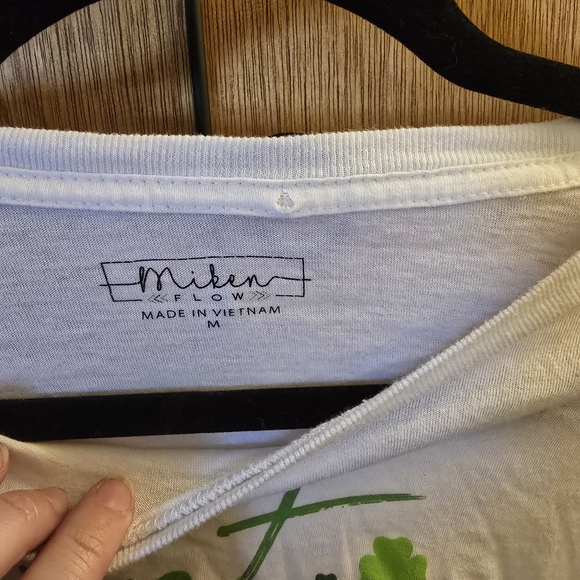 Miken
<<< FLOW >>>
MADE IN VIETNAM
M